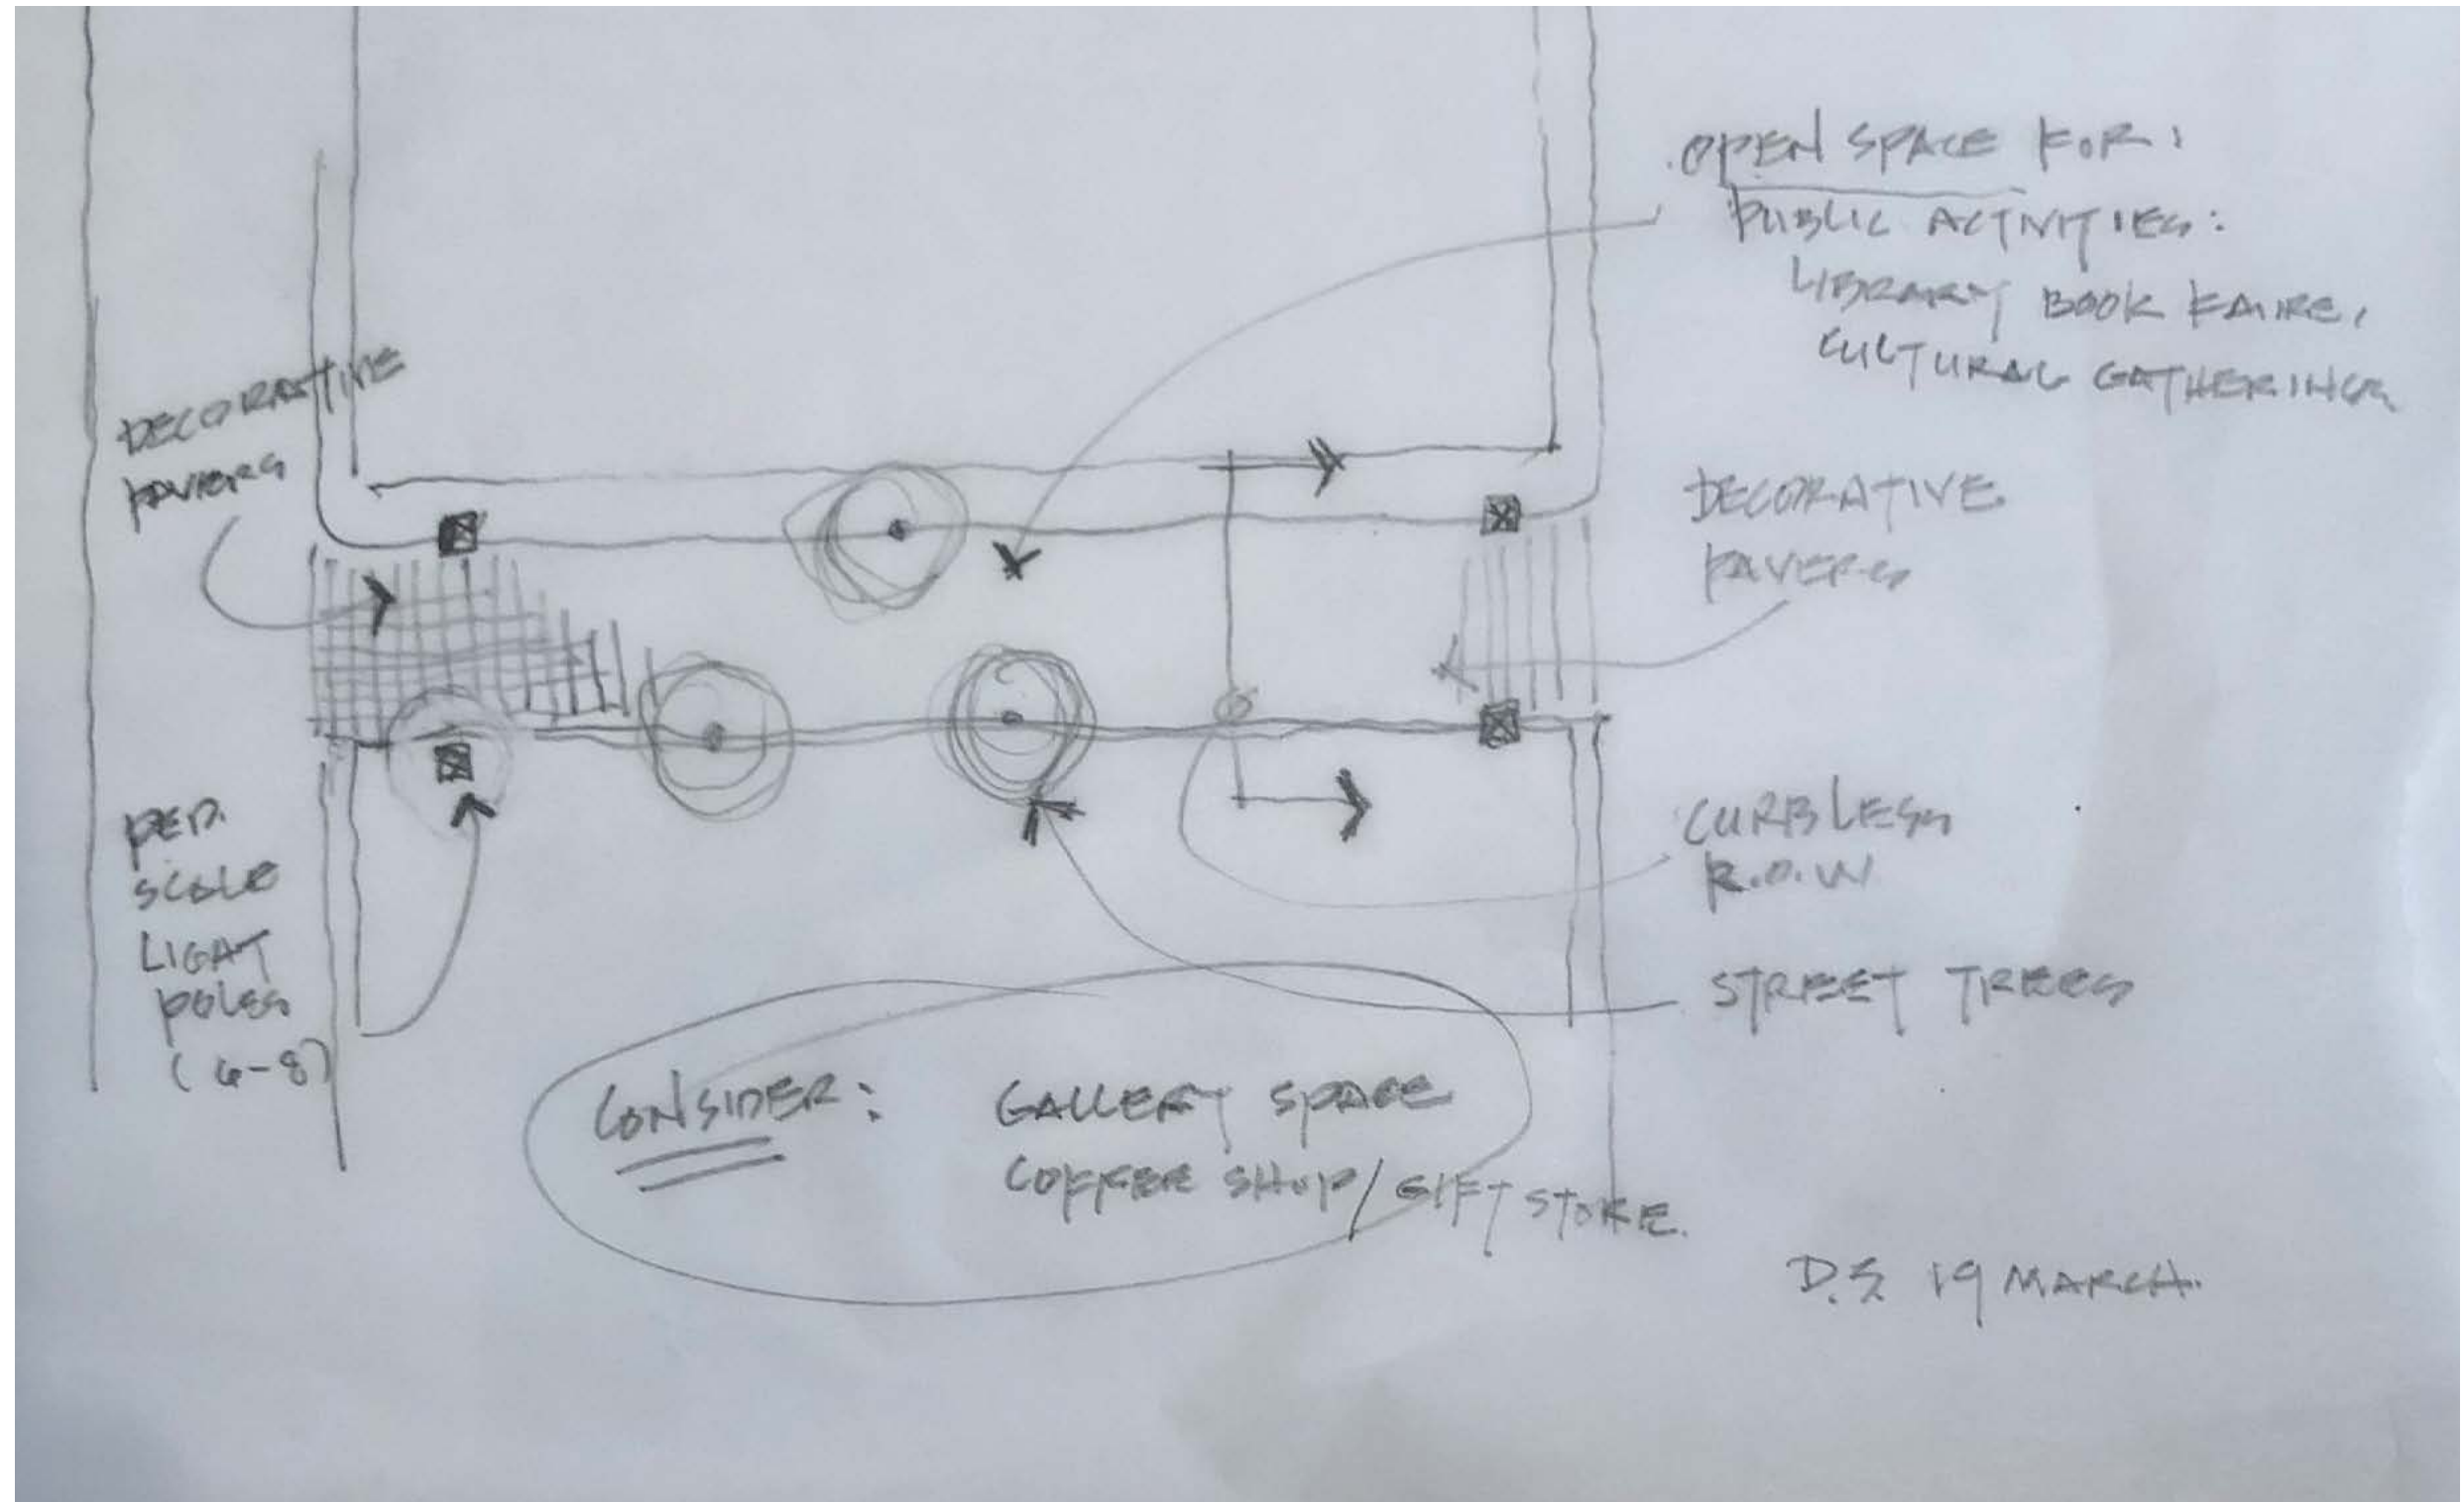 OPEN SPACE FOR:
PUBLIC ACTIVITIES:
LIBRARY BOOK FAIRE,
CULTURAL GATHERINGS
DECORATIVE
PAVERS
DECORATIVE
PAVERS
PED.
SCALE
LIGHT
POLES
(6-8)
CURBLESS
R.O.W
STREET TREES
CONSIDER: GALLERY SPACE
COFFEE SHOP/GIFT STORE.
D.S. 19 MARCH.